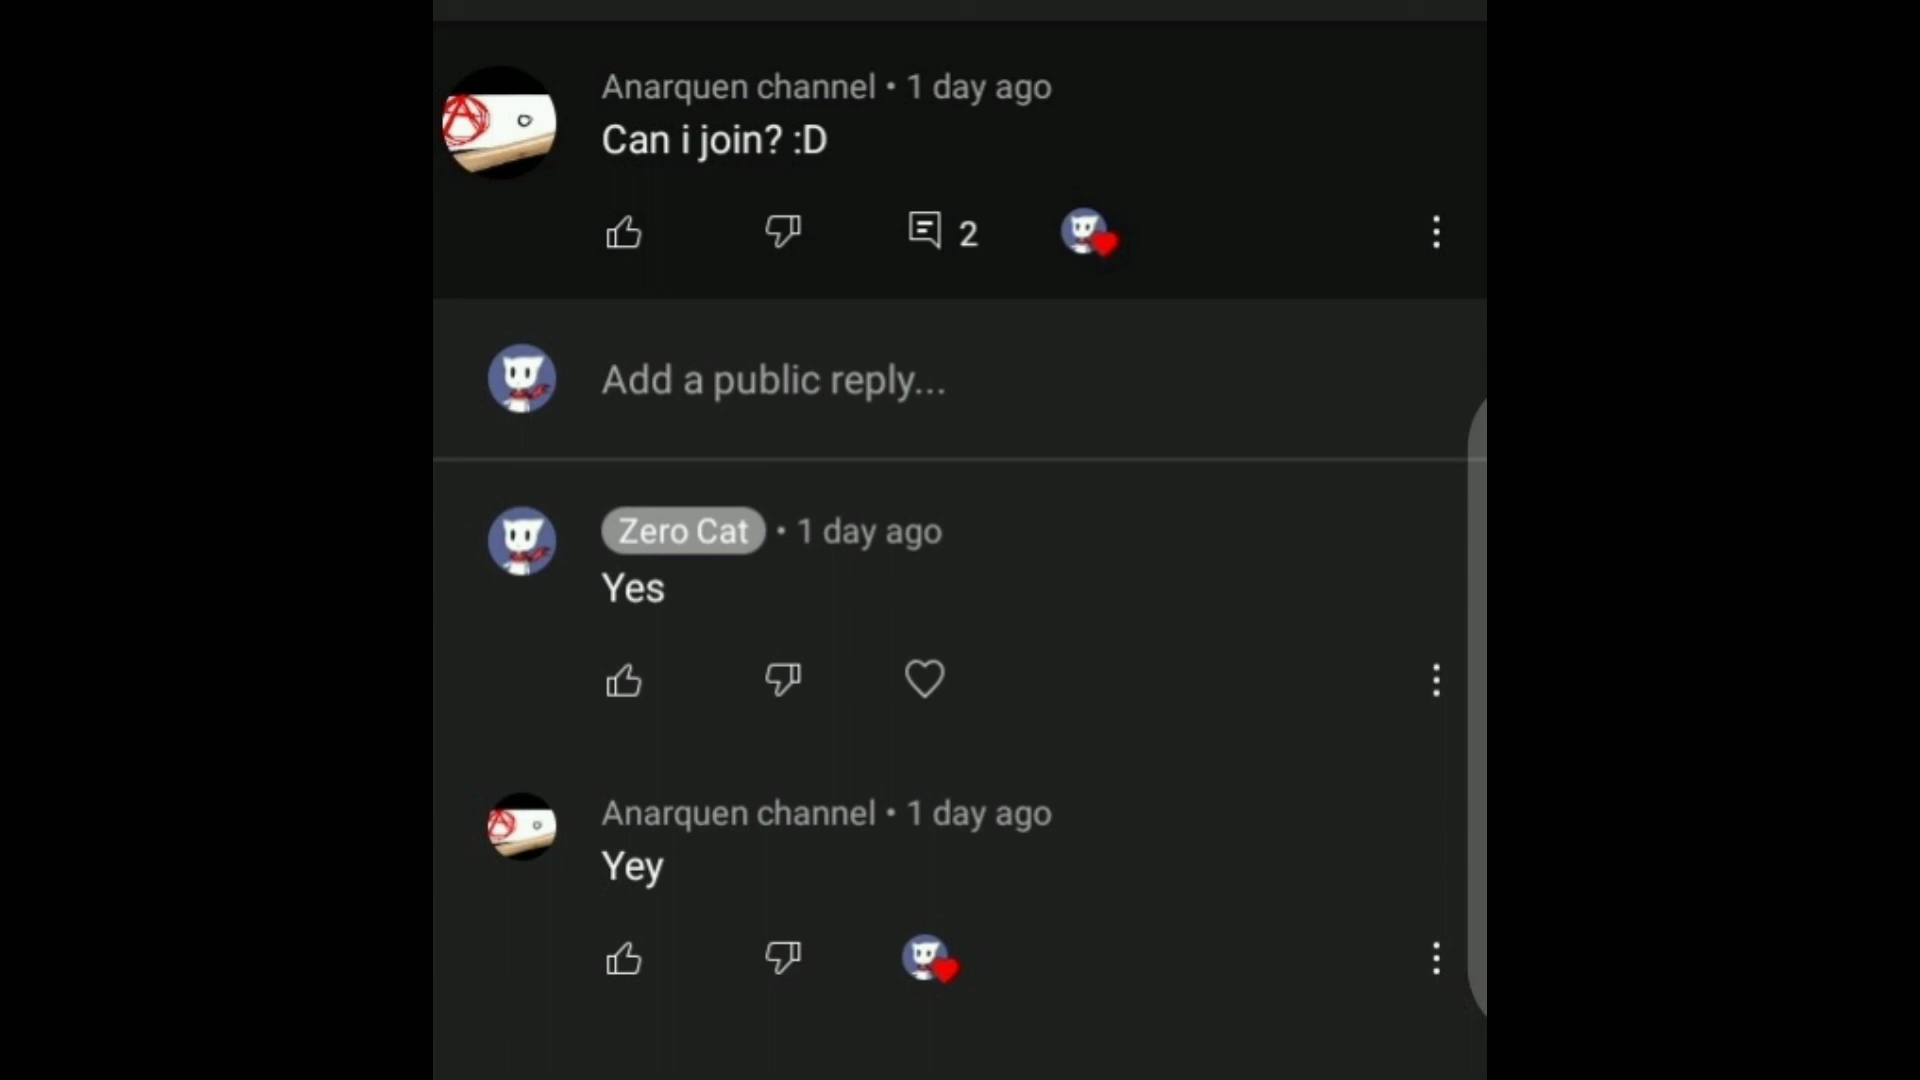 Anarquen channel • 1 day ago
Can i join? :D
2
Add a public reply...
Zero Cat • 1 day ago
Yes
Anarquen channel • 1 day ago
Yey